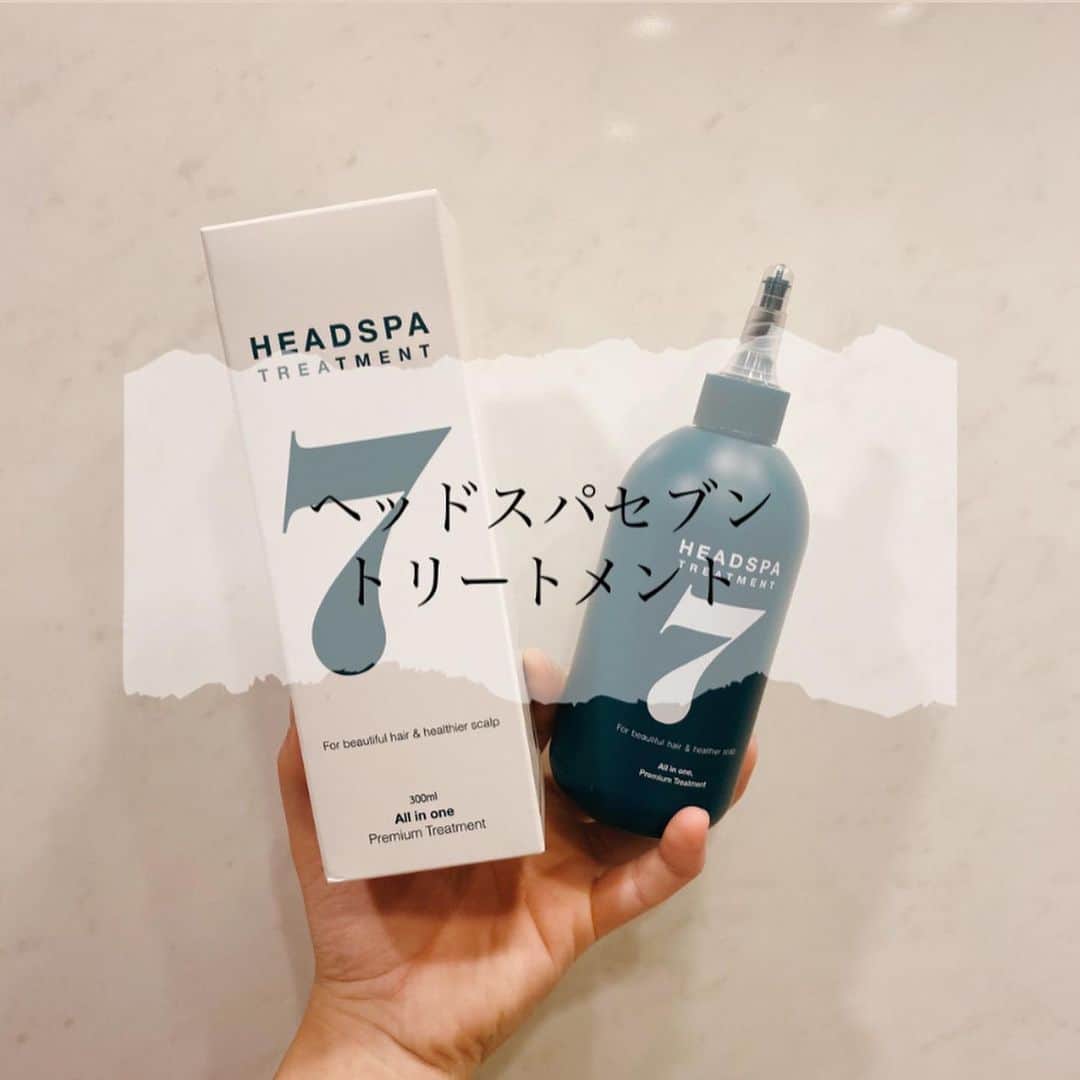 HEADSPA
TREATMENT
7
For beautiful hair & healthier scalp
300ml
All in one
Premium Treatment
ヘッドスパセブン
トリートメント
HEADSPA
TREATMENT
7
For beautiful hair & healthier scalp
All in one,
Premium Treatment